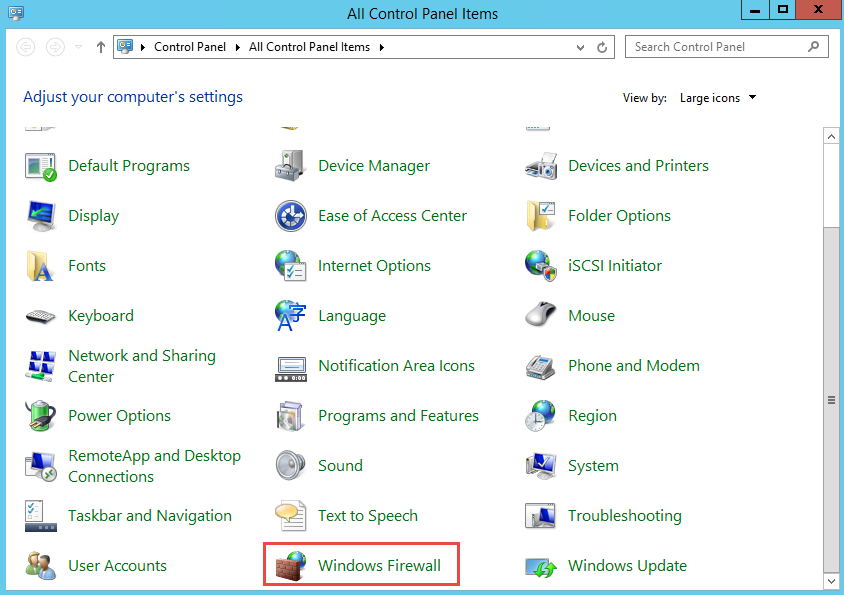 All Control Panel Items
Control Panel
All Control Panel Items
Search Control Panel
Adjust your computer's settings
View by:
Large icons
Default Programs
Device Manager
Devices and Printers
Display
Ease of Access Center
Folder Options
Fonts
Internet Options
iSCSI Initiator
Keyboard
Language
Mouse
Network and Sharing
Center
Notification Area Icons
Phone and Modem
Power Options
Programs and Features
Region
RemoteApp and Desktop
Connections
Sound
System
Taskbar and Navigation
Text to Speech
Troubleshooting
User Accounts
Windows Firewall
Windows Update